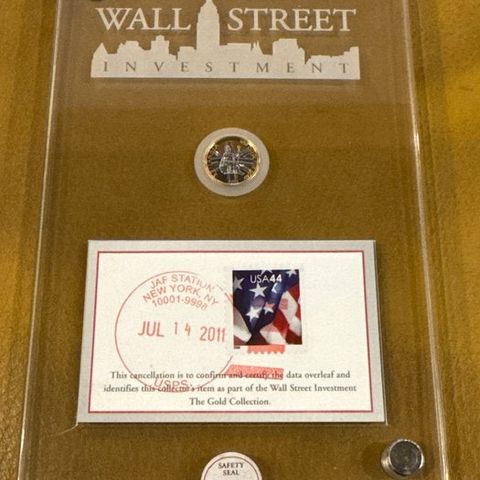 WALL STREET
INVESTMENT
JAF STATION
NEW YORK, NY
10001-9998
JUL 14 2011
USPS
USA44
This cancellation is to confirm and certify the data overleaf and
identifies this collector's item as part of the Wall Street Investment
The Gold Collection.
SAFETY
SEAL